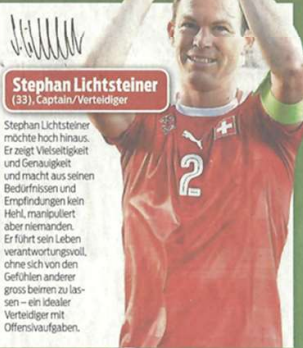 Stephan Lichtsteiner
(33), Captain/Verteidiger
Stephan Lichtsteiner
möchte hoch hinaus.
Er zeigt Vielseitigkeit
und Genauigkeit
und macht aus seinen
Bedürfnissen und
Empfindungen kein
Hehl, manipuliert
aber niemanden.
Er führt sein Leben
verantwortungsvoll,
ohne sich von den
Gefühlen anderer
gross beirren zu las-
sen – ein idealer
Verteidiger mit
Offensivaufgaben.
2